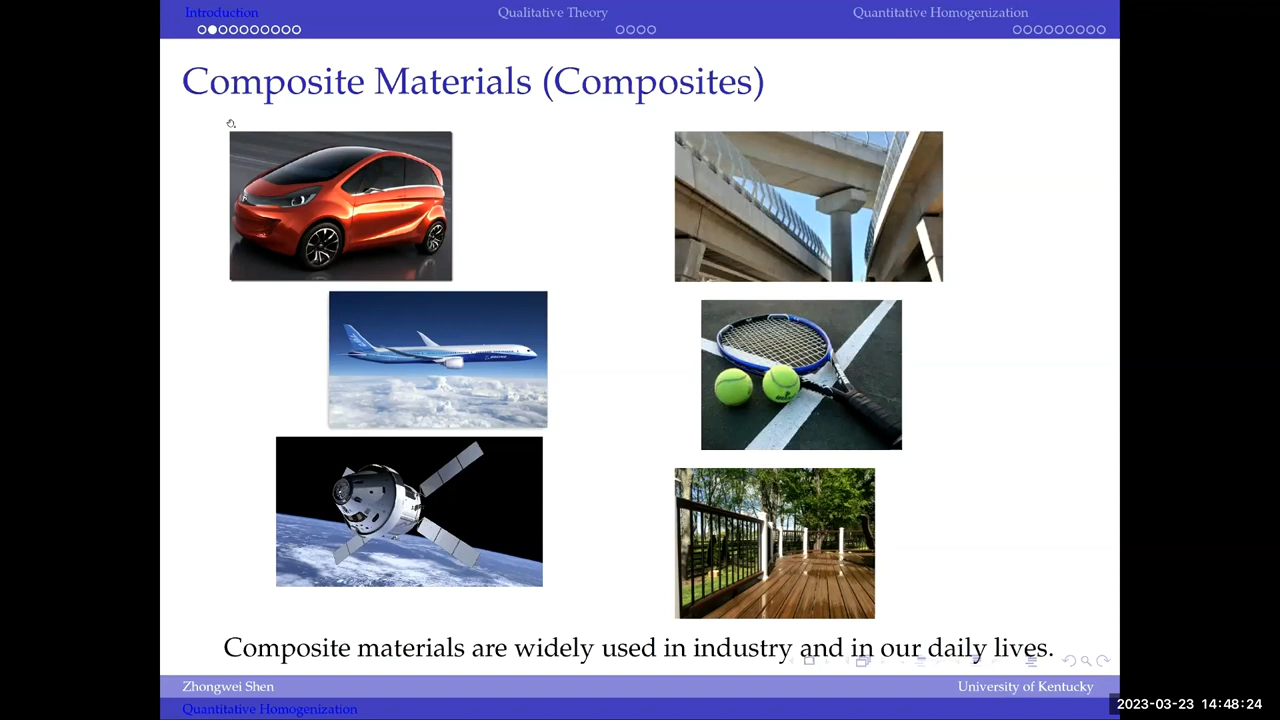 Introduction
Qualitative Theory
Quantitative Homogenization
Composite Materials (Composites)
Composite materials are widely used in industry and in our daily lives.
Zhongwei Shen
University of Kentucky
Quantitative Homogenization
2023-03-23 14:48:24